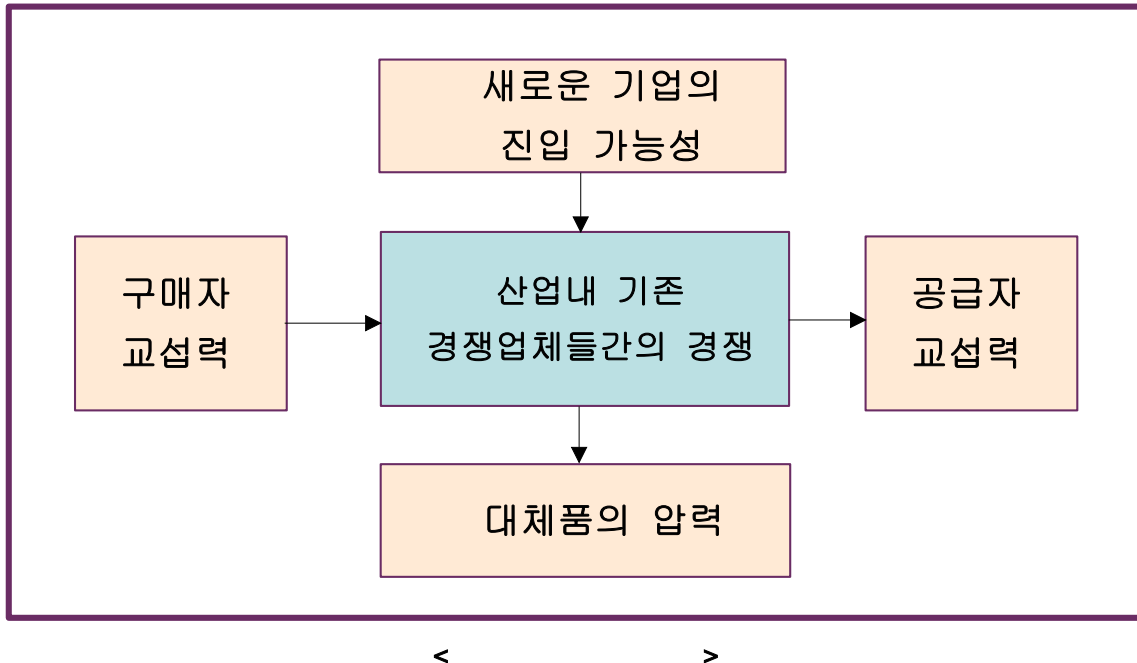 새로운 기업의
진입 가능성
구매자
교섭력
산업내 기존
경쟁업체들간의 경쟁
공급자
교섭력
대체품의 압력
< >